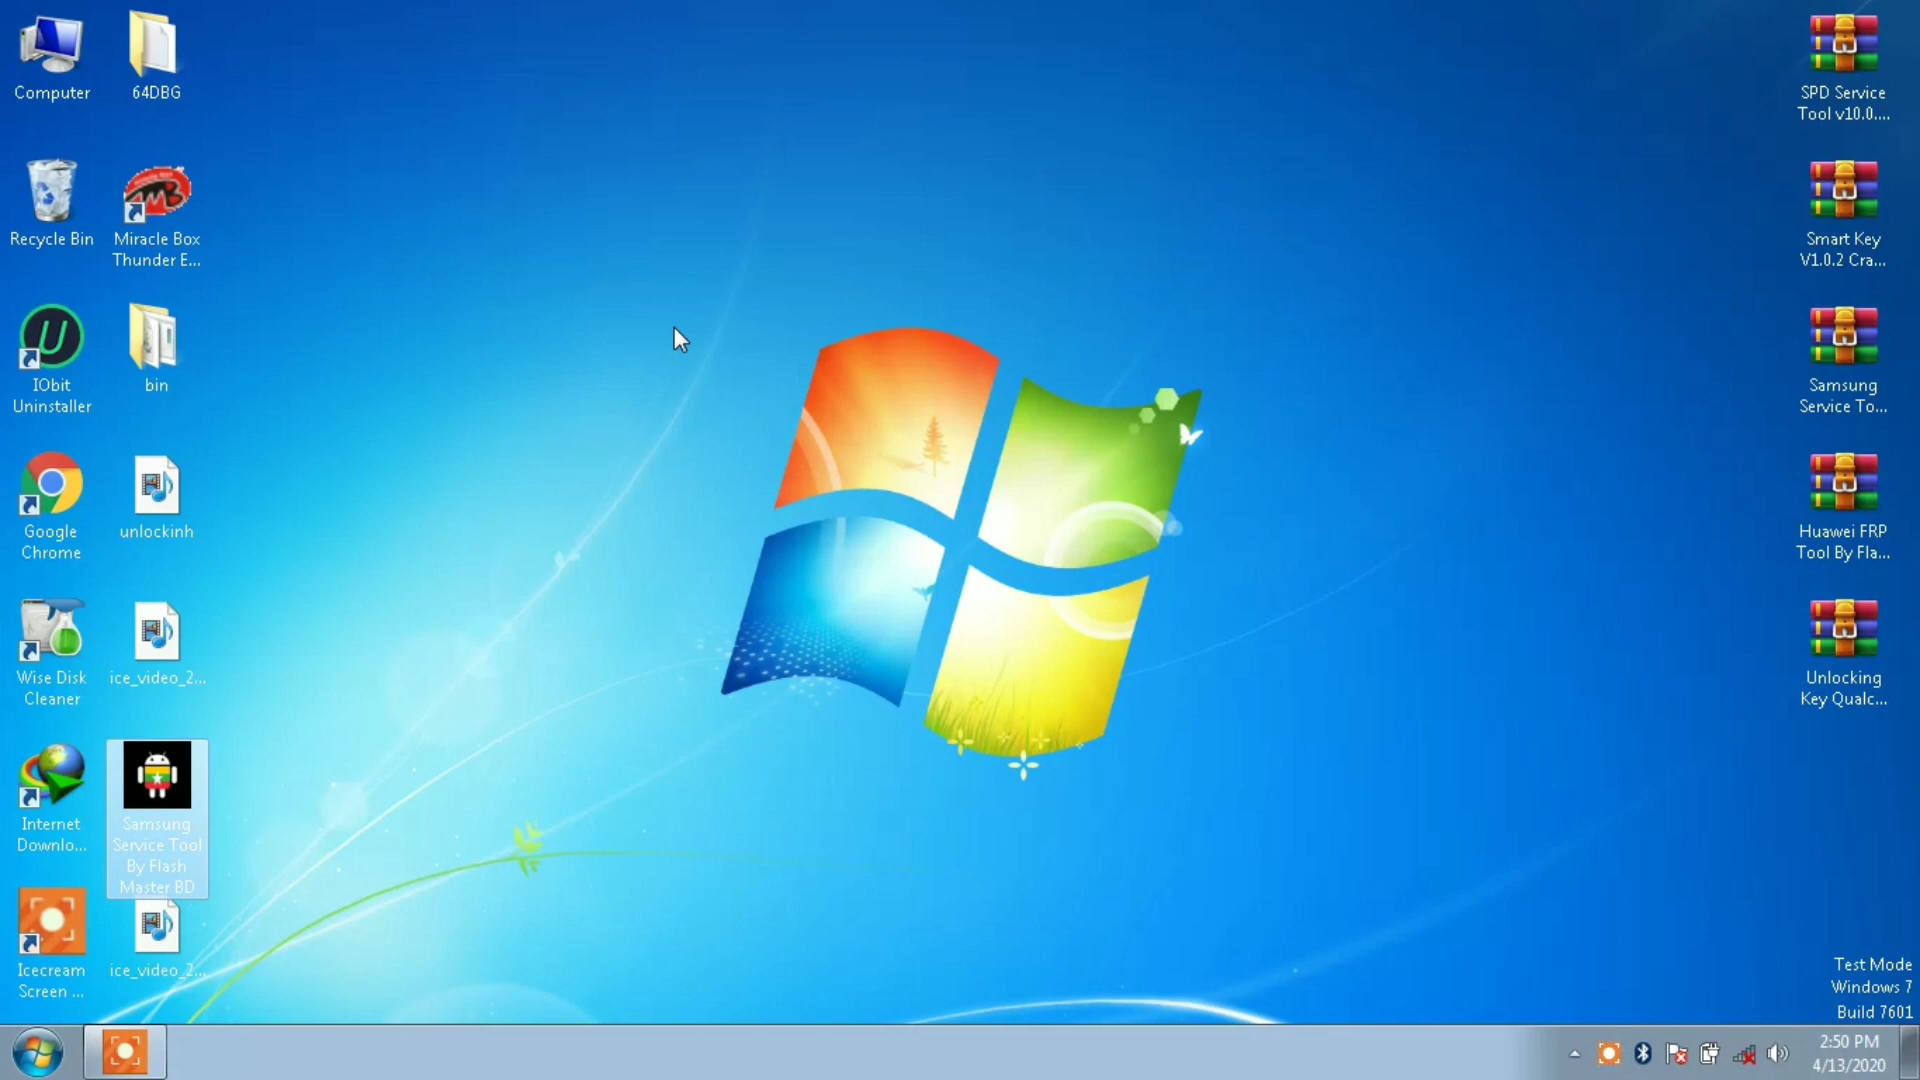 Computer
64DBG
Recycle Bin
Miracle Box
Thunder E...
IObit
Uninstaller
bin
Google
Chrome
unlockinh
Wise Disk
Cleaner
ice_video_2...
Internet
Downlo...
Samsung
Service Tool
By Flash
Master BD
Icecream
Screen ...
ice_video_2...
SPD Service
Tool v10.0....
Smart Key
V1.0.2 Cra...
Samsung
Service To...
Huawei FRP
Tool By Fla...
Unlocking
Key Qualc...
Test Mode
Windows 7
Build 7601
2:50 PM
4/13/2020